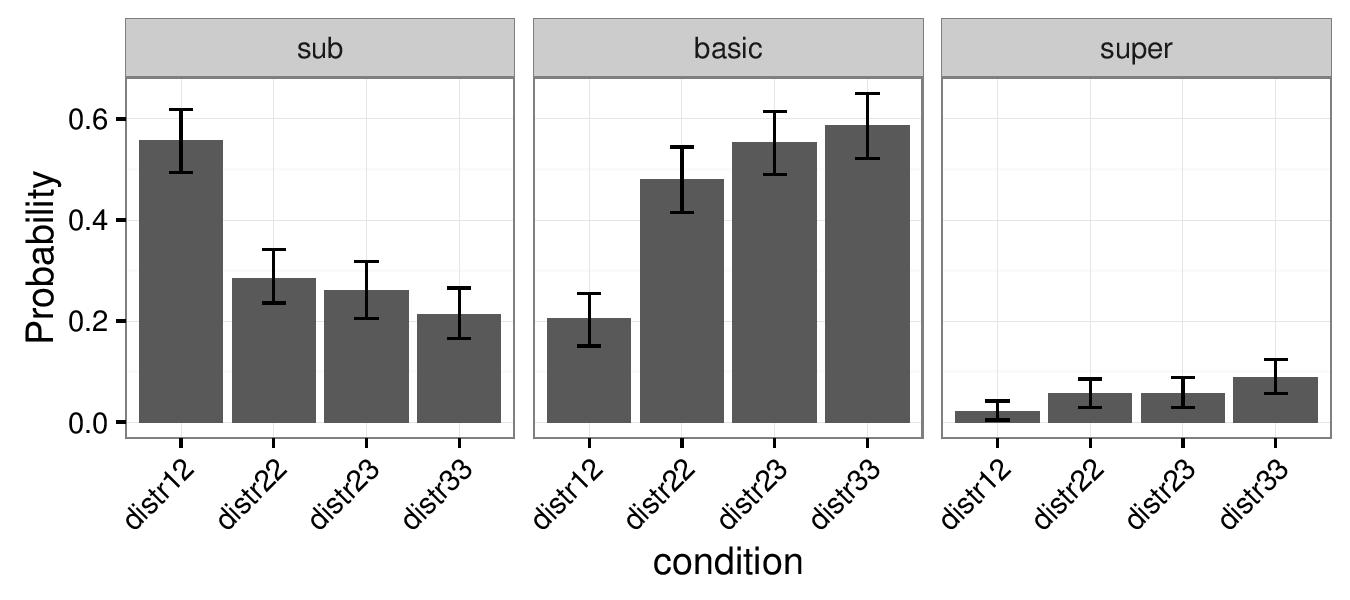 sub basic super
Probability
0.6
0.4
0.2
0.0
distr12 distr22 distr23 distr33 distr12 distr22 distr23 distr33 distr12 distr22 distr23 distr33
condition